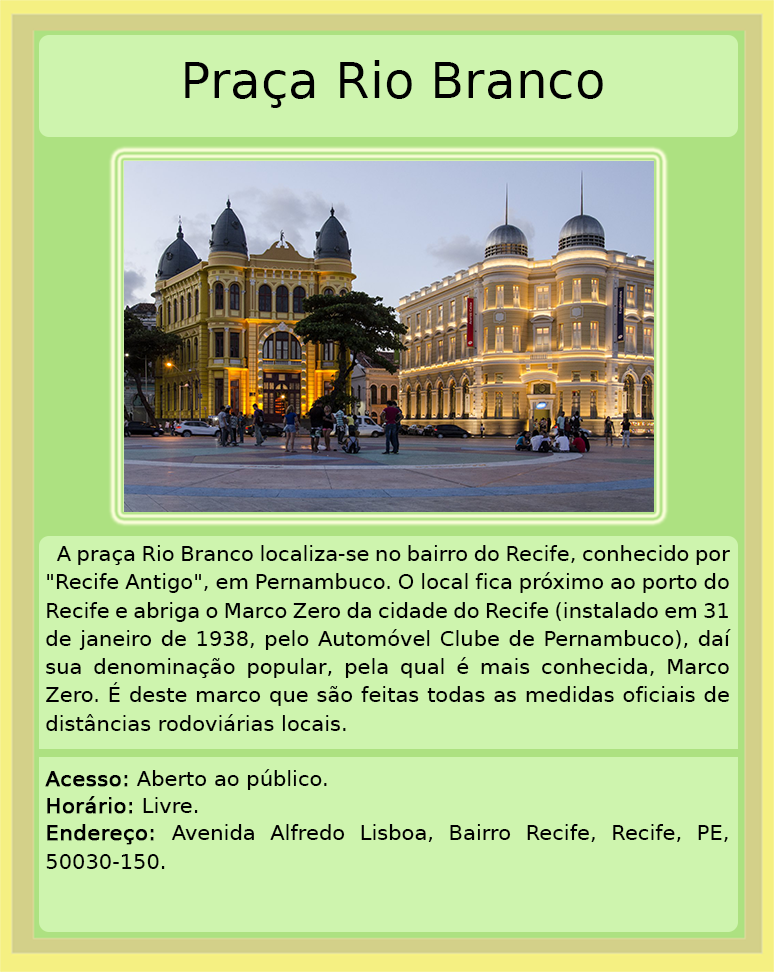 Praça Rio Branco
A praça Rio Branco localiza-se no bairro do Recife, conhecido por
"Recife Antigo", em Pernambuco. O local fica próximo ao porto do
Recife e abriga o Marco Zero da cidade do Recife (instalado em 31
de janeiro de 1938, pelo Automóvel Clube de Pernambuco), daí
sua denominação popular, pela qual é mais conhecida, Marco
Zero. É deste marco que são feitas todas as medidas oficiais de
distâncias rodoviárias locais.
Acesso: Aberto ao público.
Horário: Livre.
Endereço: Avenida Alfredo Lisboa, Bairro Recife, Recife, PE,
50030-150.